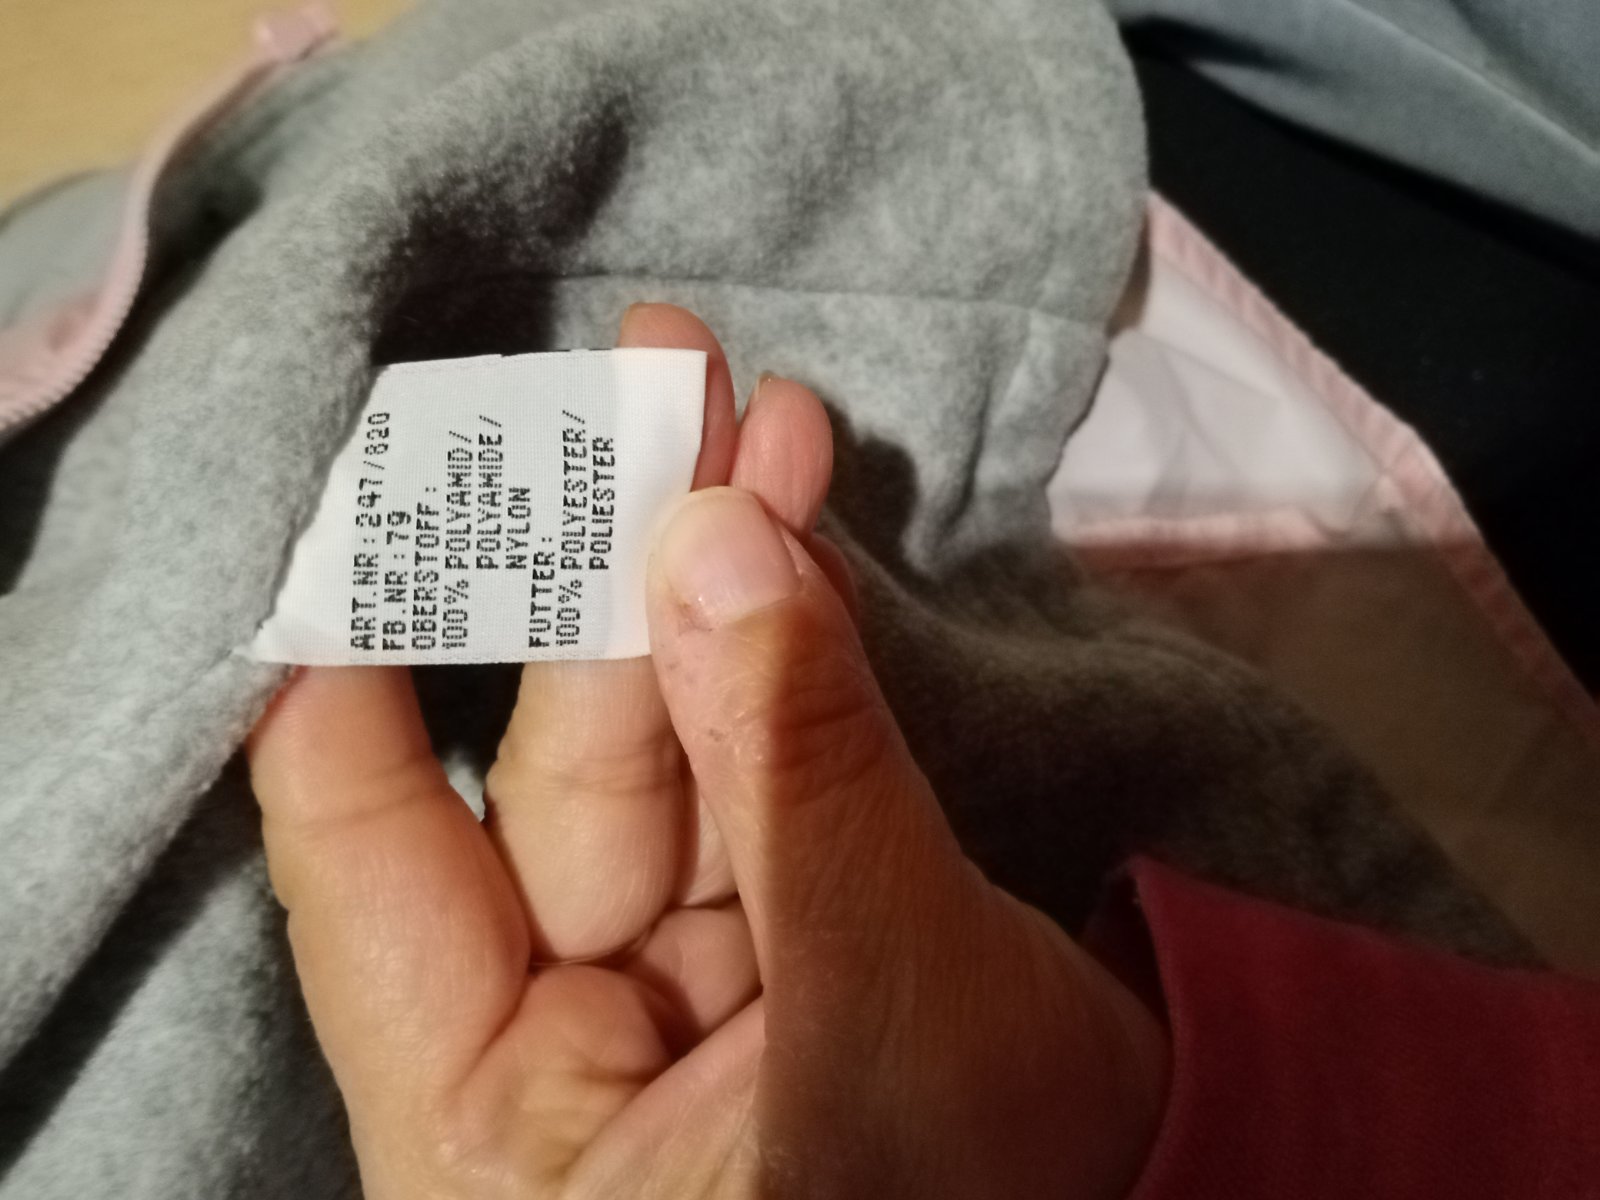 ART.NR:247/820
FB.NR:79
OBERSTOFF:
100% POLYAMID/
POLYAMIDE/
NYLON
FUTTER:
100% POLYESTER/
POLIESTER